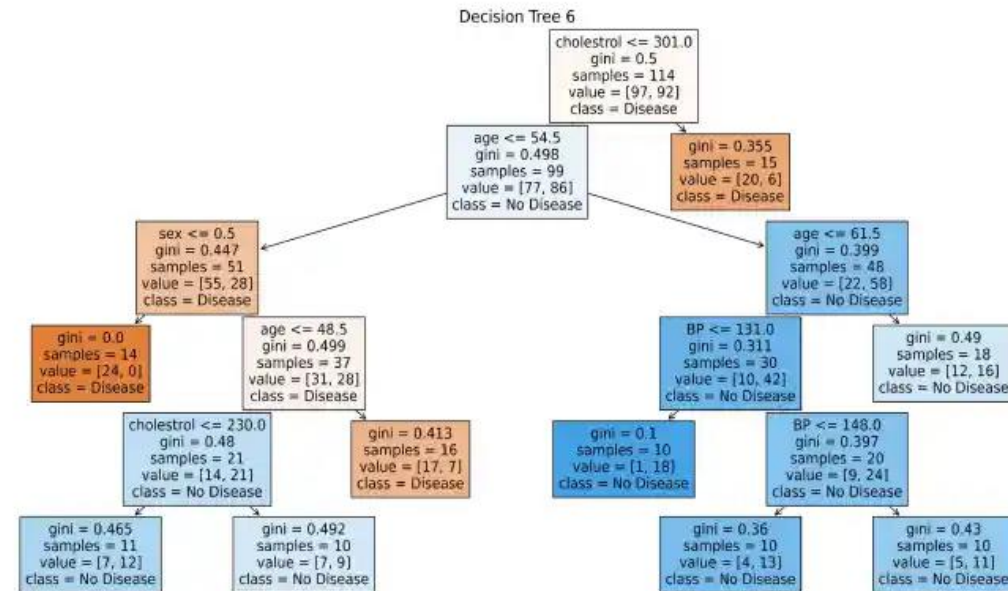 Decision Tree 6
cholestrol <= 301.0
gini = 0.5
samples = 114
value = [97, 92]
class = Disease
age <= 54.5
gini = 0.498
samples = 99
value = [77, 86]
class = No Disease
gini = 0.355
samples = 15
value = [20, 6]
class = Disease
sex <= 0.5
gini = 0.447
samples = 51
value = [55, 28]
class = Disease
age <= 61.5
gini = 0.399
samples = 48
value = [22, 58]
class = No Disease
gini = 0.0
samples = 14
value = [24, 0]
class = Disease
age <= 48.5
gini = 0.499
samples = 37
value = [31, 28]
class = Disease
BP <= 131.0
gini = 0.311
samples = 30
value = [10, 42]
class = No Disease
gini = 0.49
samples = 18
value = [12, 16]
class = No Disease
cholestrol <= 230.0
gini = 0.48
samples = 21
value = [14, 21]
class = No Disease
gini = 0.413
samples = 16
value = [17, 7]
class = Disease
gini = 0.1
samples = 10
value = [1, 18]
class = No Disease
BP <= 148.0
gini = 0.397
samples = 20
value = [9, 24]
class = No Disease
gini = 0.465
samples = 11
value = [7, 12]
class = No Disease
gini = 0.492
samples = 10
value = [7, 9]
class = No Disease
gini = 0.36
samples = 10
value = [4, 13]
class = No Disease
gini = 0.43
samples = 10
value = [5, 11]
class = No Disease